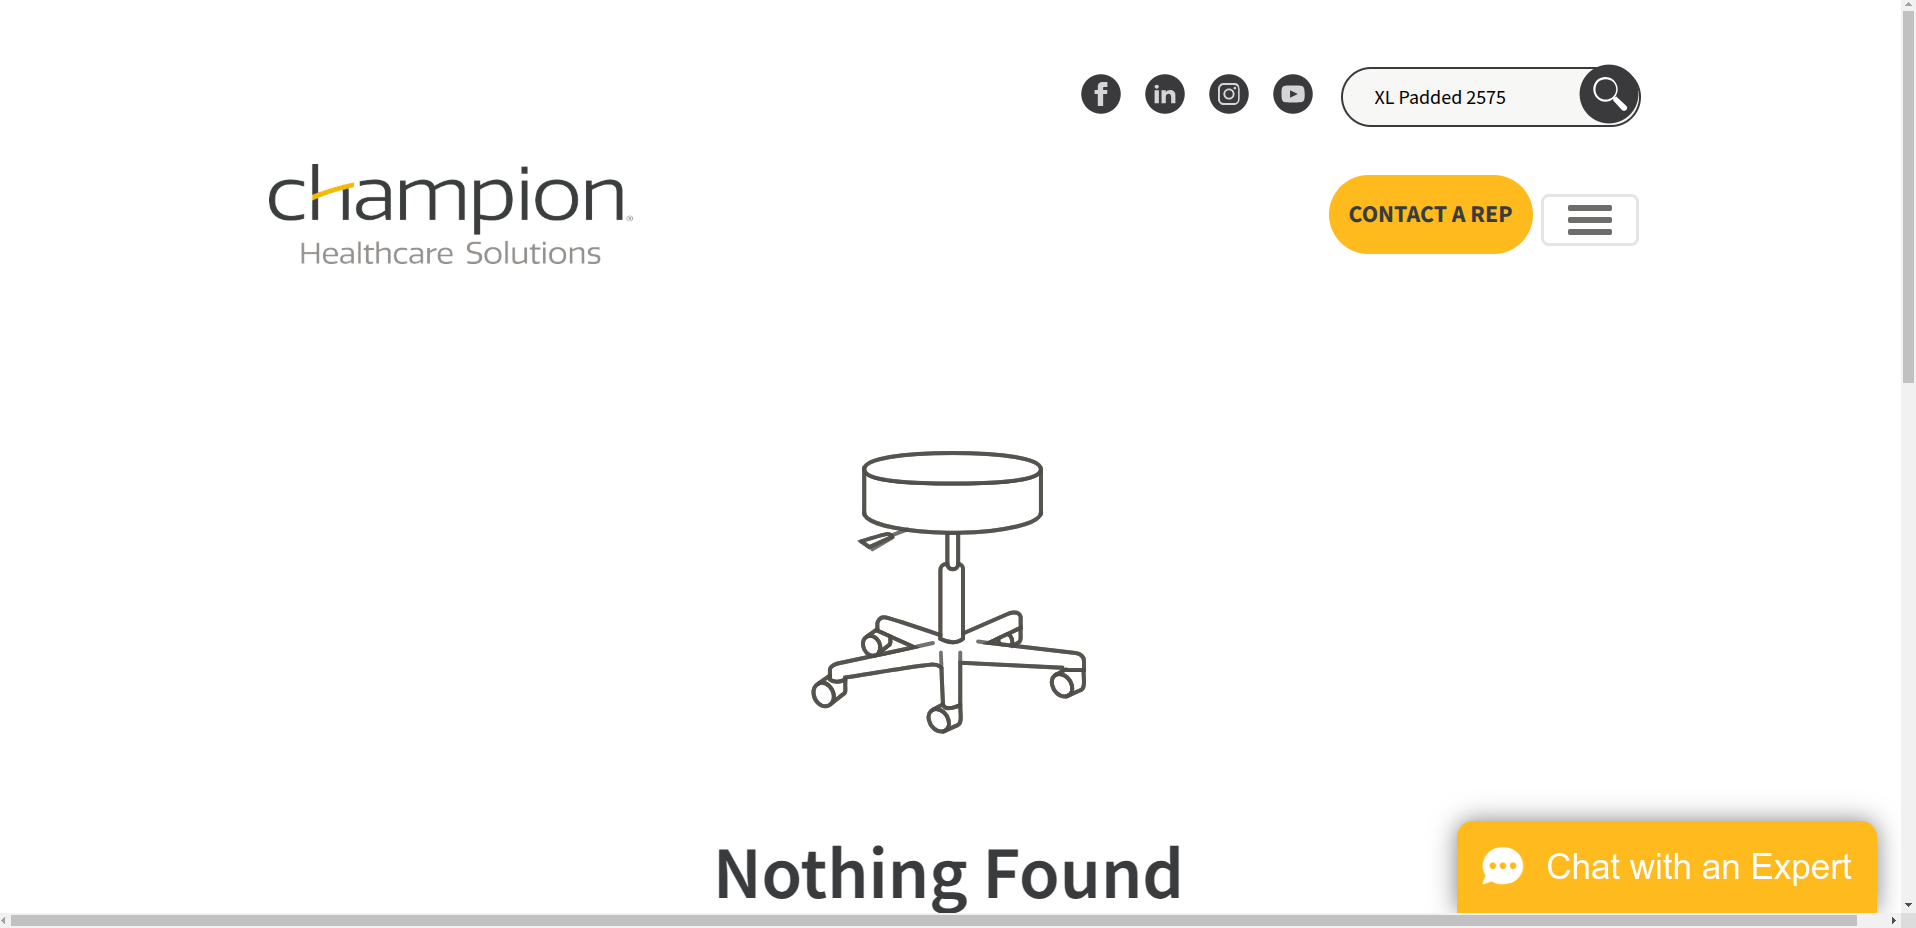 XL Padded 2575
champion®
Healthcare Solutions
CONTACT A REP
Nothing Found
Chat with an Expert